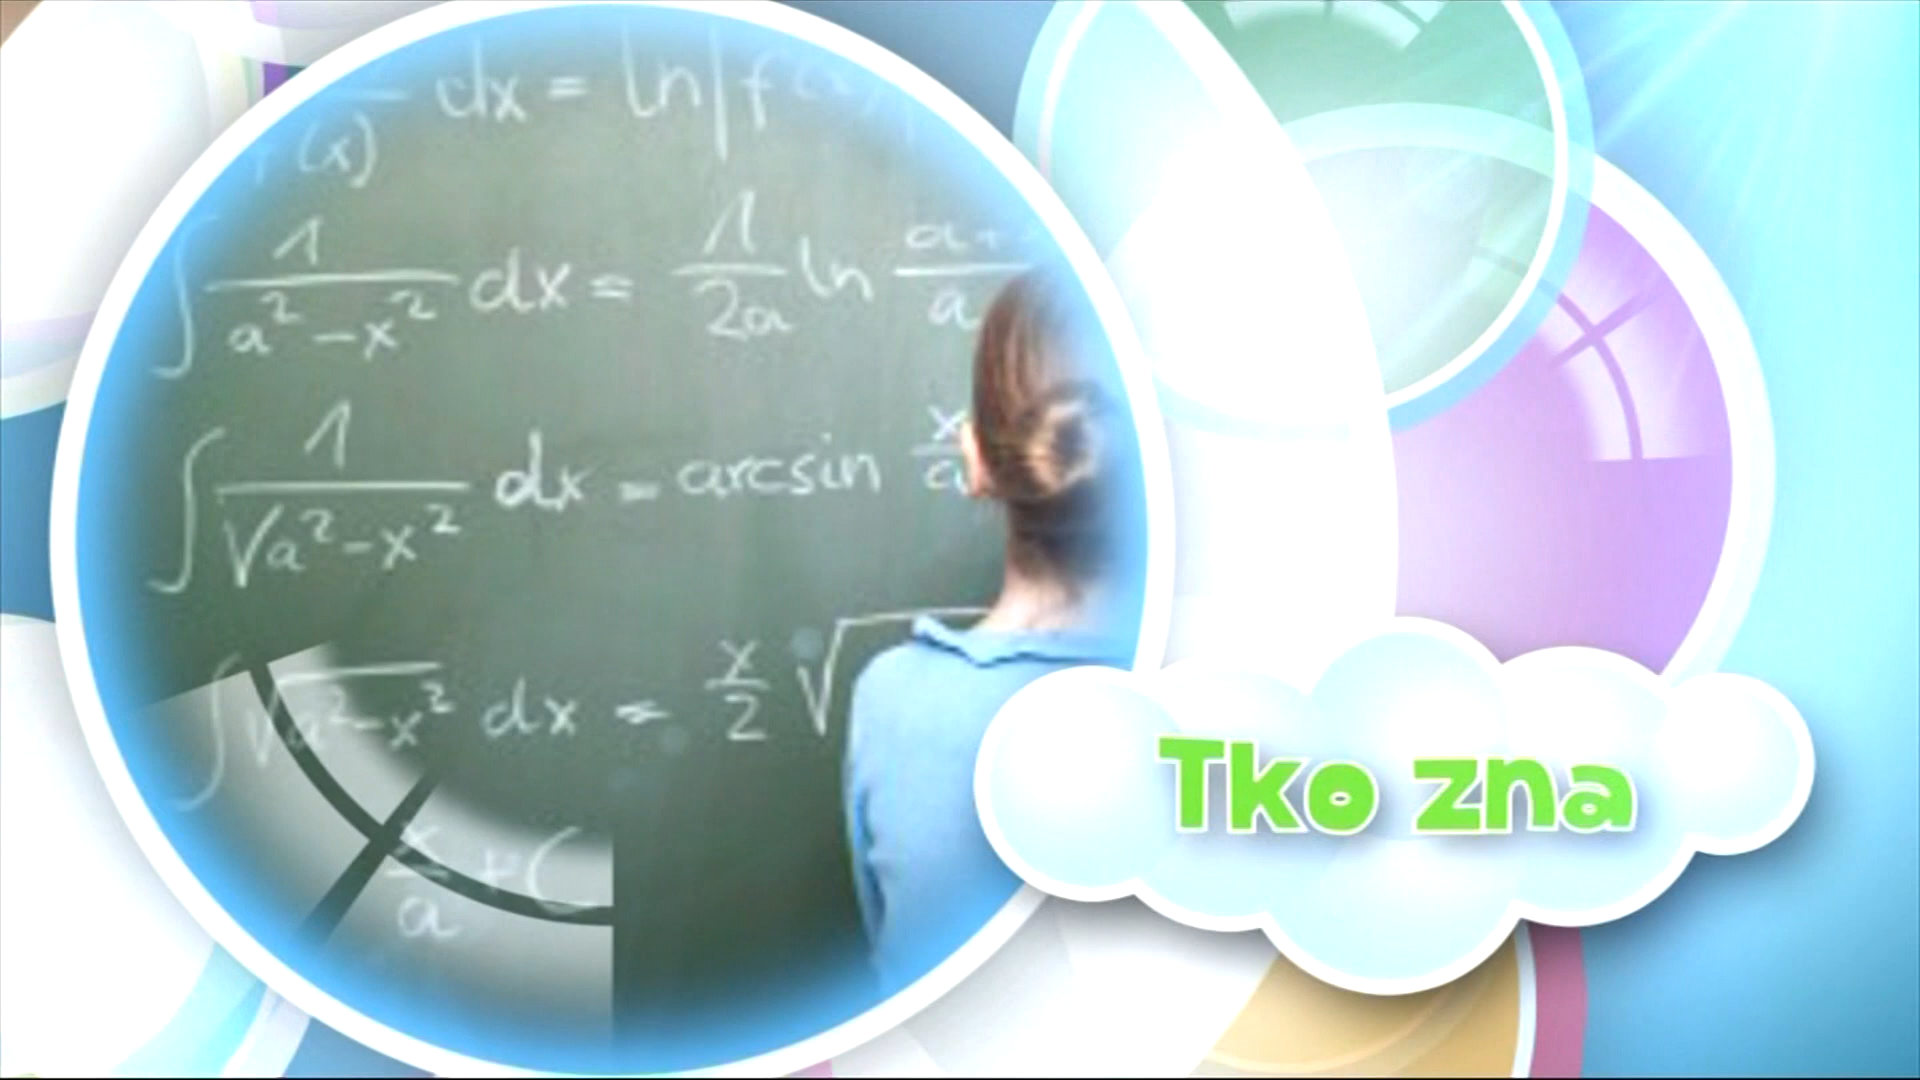 dx = ln|f(x)
f(x)
∫ 1/(a² - x²) dx = 1/(2a) ln (a+)/(a)
∫ 1/√(a² - x²) dx = arcsin x/a
∫ √(a² - x²) dx = x/2 √
x/a + C
Tko zna